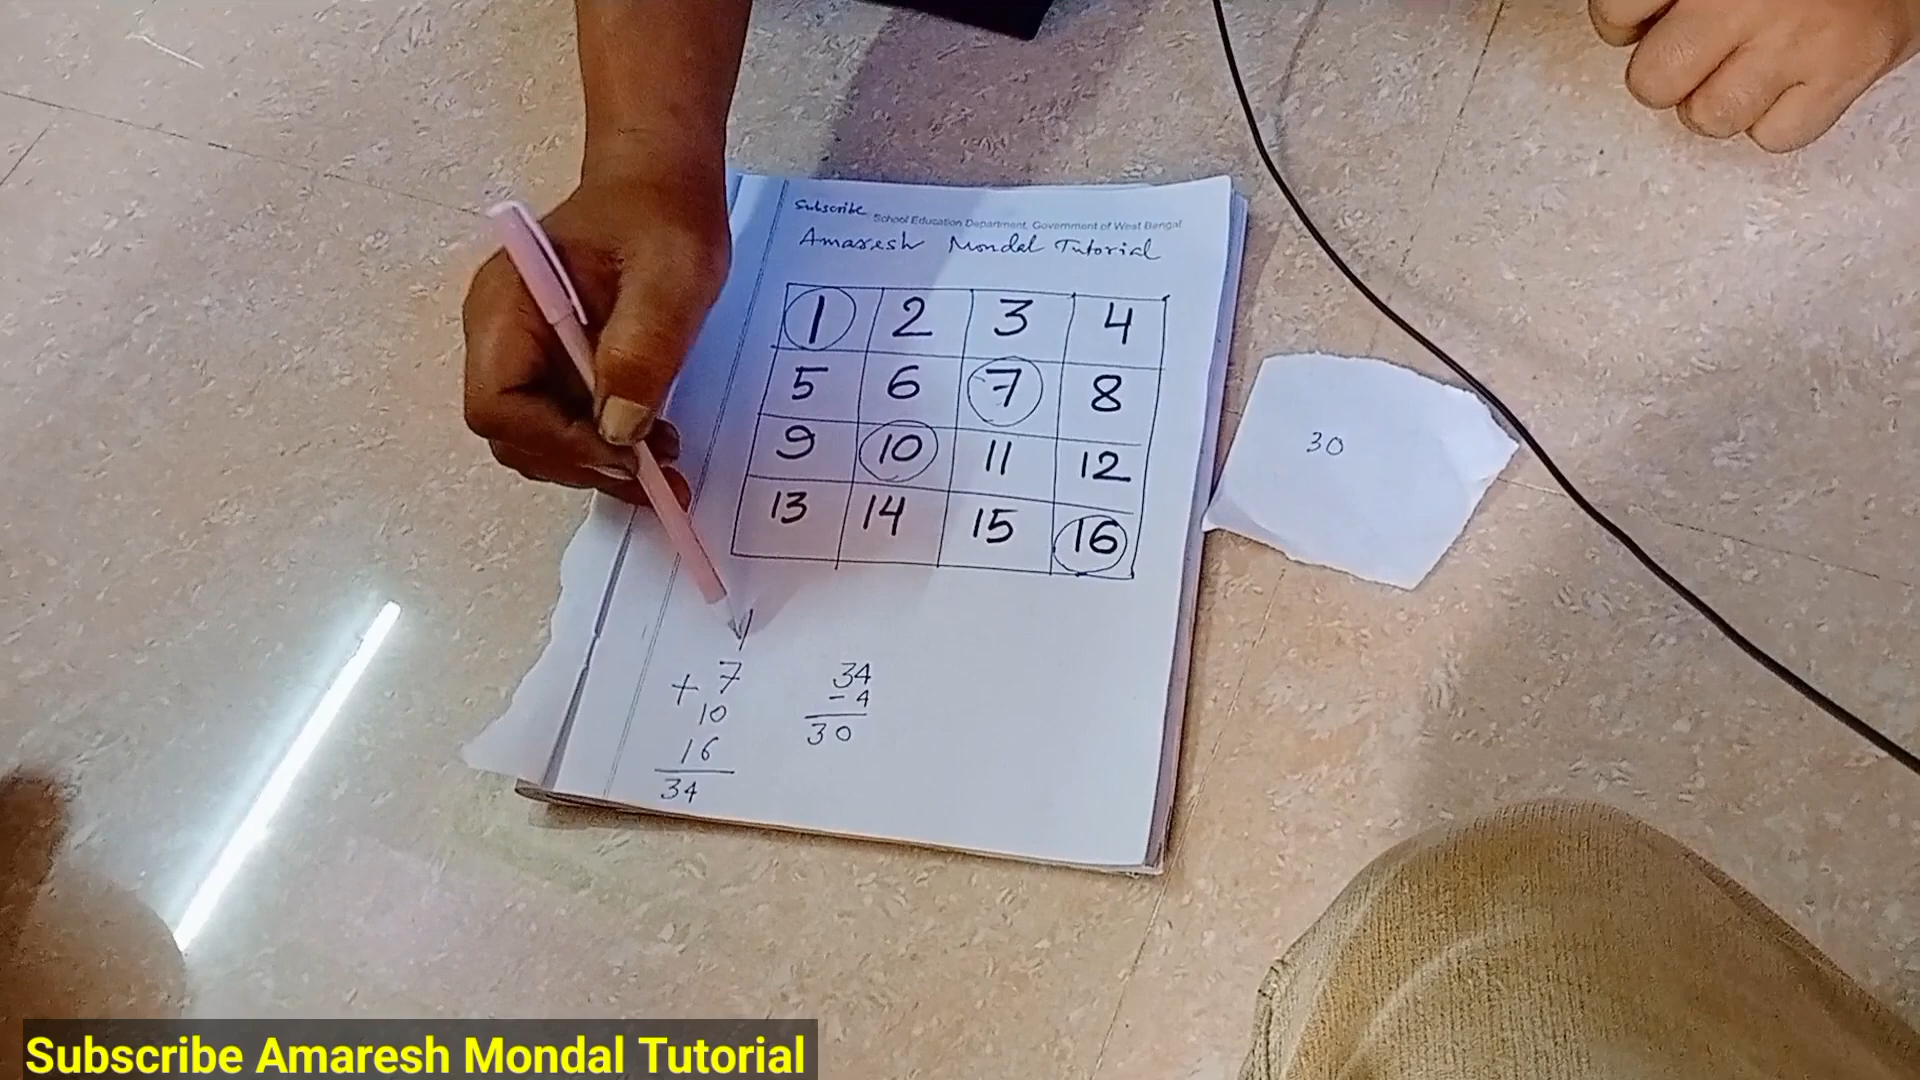 Subscribe School Education Department, Government of West Bengal
Amaresh Mondal Tutorial
1 2 3 4
5 6 7 8
9 10 11 12
13 14 15 16
30
1
+ 7
10
16
34
34
- 4
30
Subscribe Amaresh Mondal Tutorial